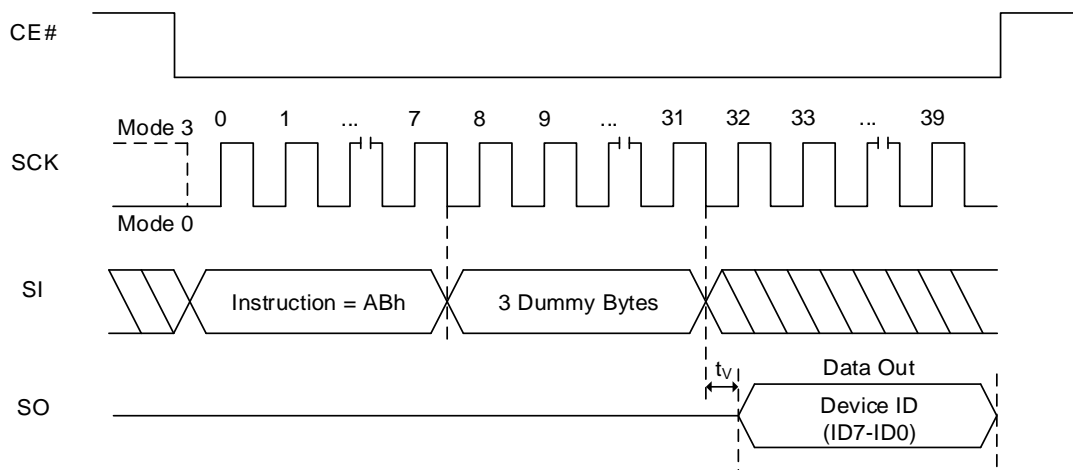 CE#
Mode 3
0 1 ... 7 8 9 ... 31 32 33 ... 39
SCK
Mode 0
SI
Instruction = ABh
3 Dummy Bytes
tV
Data Out
SO
Device ID
(ID7-ID0)